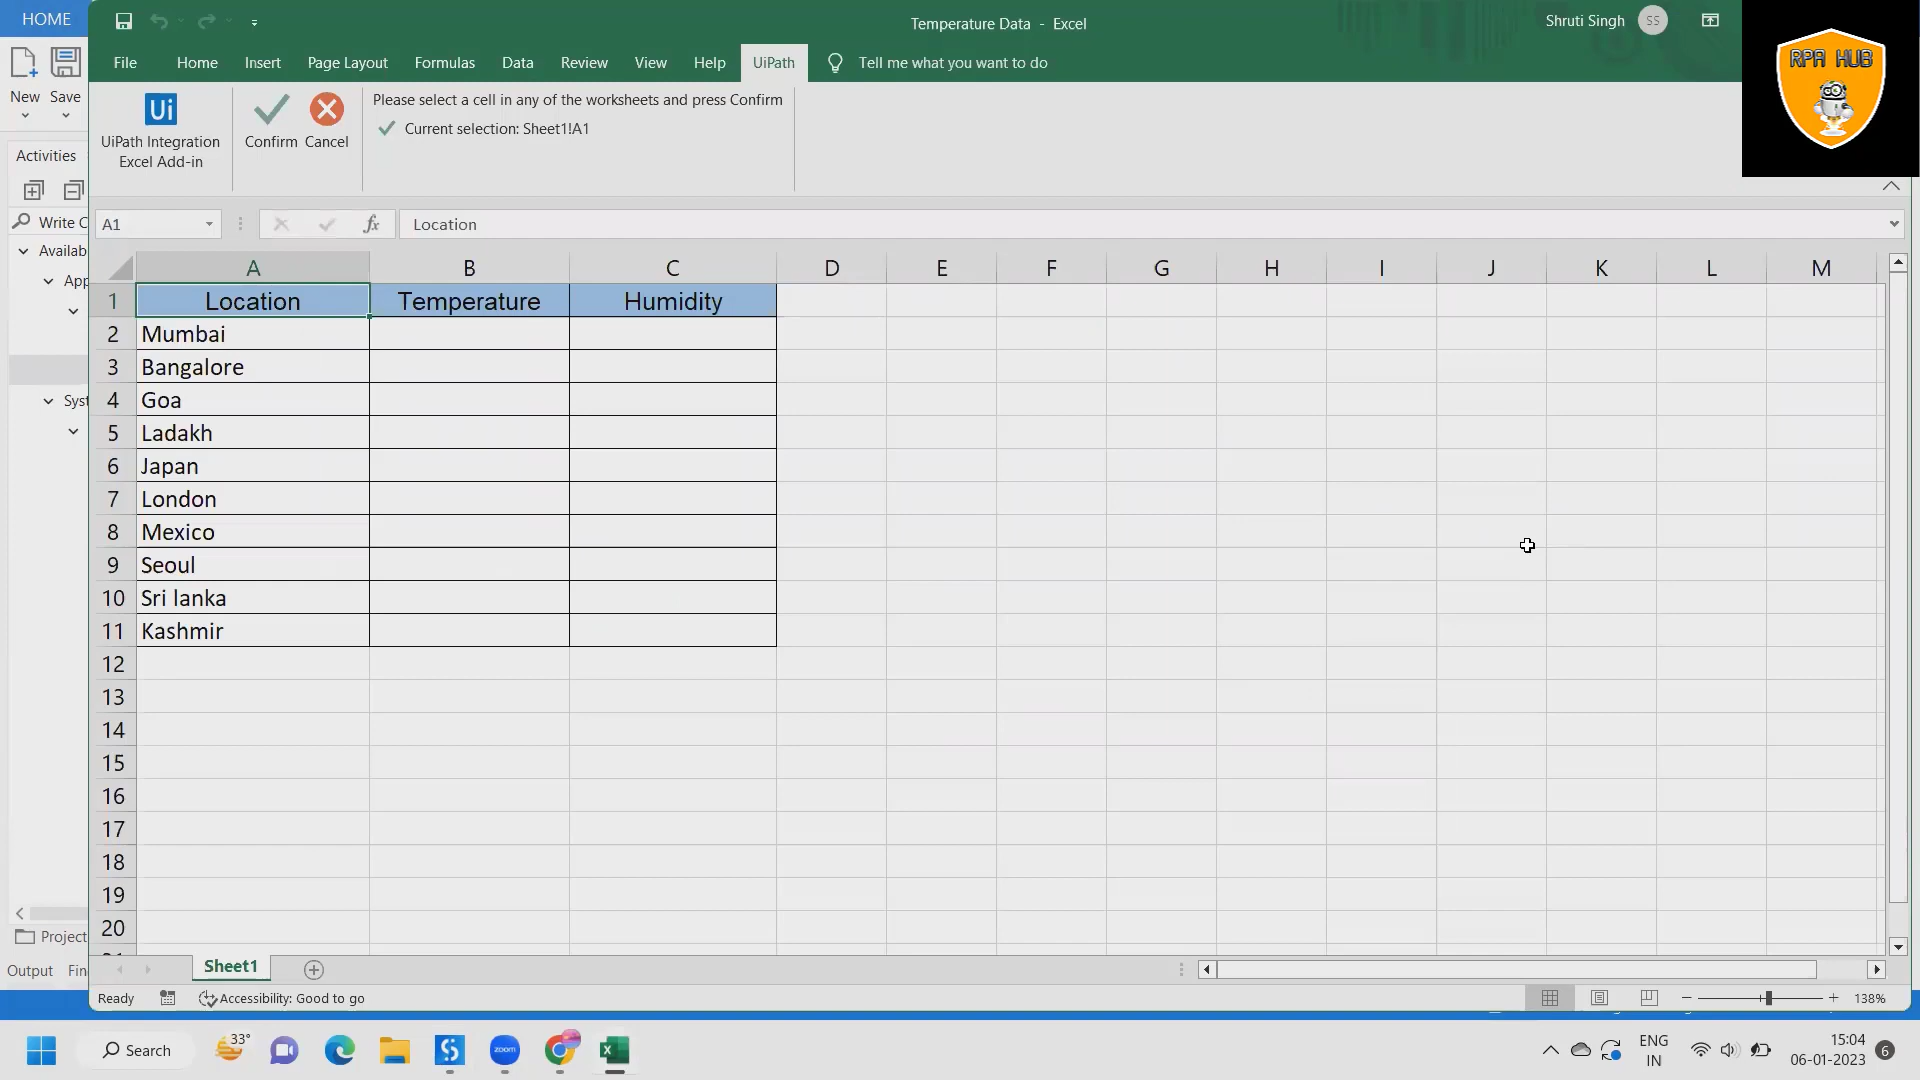 HOME
Temperature Data - Excel
Shruti Singh SS
RPA HUB
File Home Insert Page Layout Formulas Data Review View Help UiPath Tell me what you want to do
New Save
Ui
UiPath Integration
Excel Add-in
Confirm Cancel
Please select a cell in any of the worksheets and press Confirm
Current selection: Sheet1!A1
Activities
Write C
Availab
App
Syst
Project
Output Fin
A1 fx Location
A B C D E F G H I J K L M
1 Location Temperature Humidity
2 Mumbai
3 Bangalore
4 Goa
5 Ladakh
6 Japan
7 London
8 Mexico
9 Seoul
10 Sri lanka
11 Kashmir
12
13
14
15
16
17
18
19
20
Sheet1
Ready Accessibility: Good to go 138%
Search 33° zoom
ENG
IN
15:04
06-01-2023 6